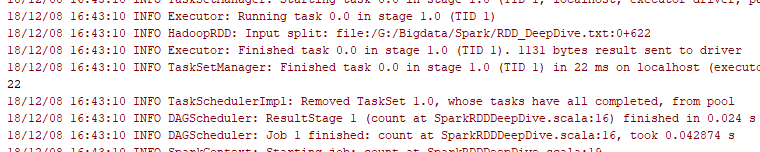 18/12/08 16:43:10 INFO TaskSetManager: Starting task 0.0 in stage 1.0 (TID 1, localhost, executor driver,
18/12/08 16:43:10 INFO Executor: Running task 0.0 in stage 1.0 (TID 1)
18/12/08 16:43:10 INFO HadoopRDD: Input split: file:/G:/Bigdata/Spark/RDD_DeepDive.txt:0+622
18/12/08 16:43:10 INFO Executor: Finished task 0.0 in stage 1.0 (TID 1). 1131 bytes result sent to driver
18/12/08 16:43:10 INFO TaskSetManager: Finished task 0.0 in stage 1.0 (TID 1) in 22 ms on localhost (executo
22
18/12/08 16:43:10 INFO TaskSchedulerImpl: Removed TaskSet 1.0, whose tasks have all completed, from pool
18/12/08 16:43:10 INFO DAGScheduler: ResultStage 1 (count at SparkRDDDeepDive.scala:16) finished in 0.024 s
18/12/08 16:43:10 INFO DAGScheduler: Job 1 finished: count at SparkRDDDeepDive.scala:16, took 0.042874 s
18/12/08 16:43:10 INFO SparkContext: Starting job: count at SparkRDDDeepDive.scala:19